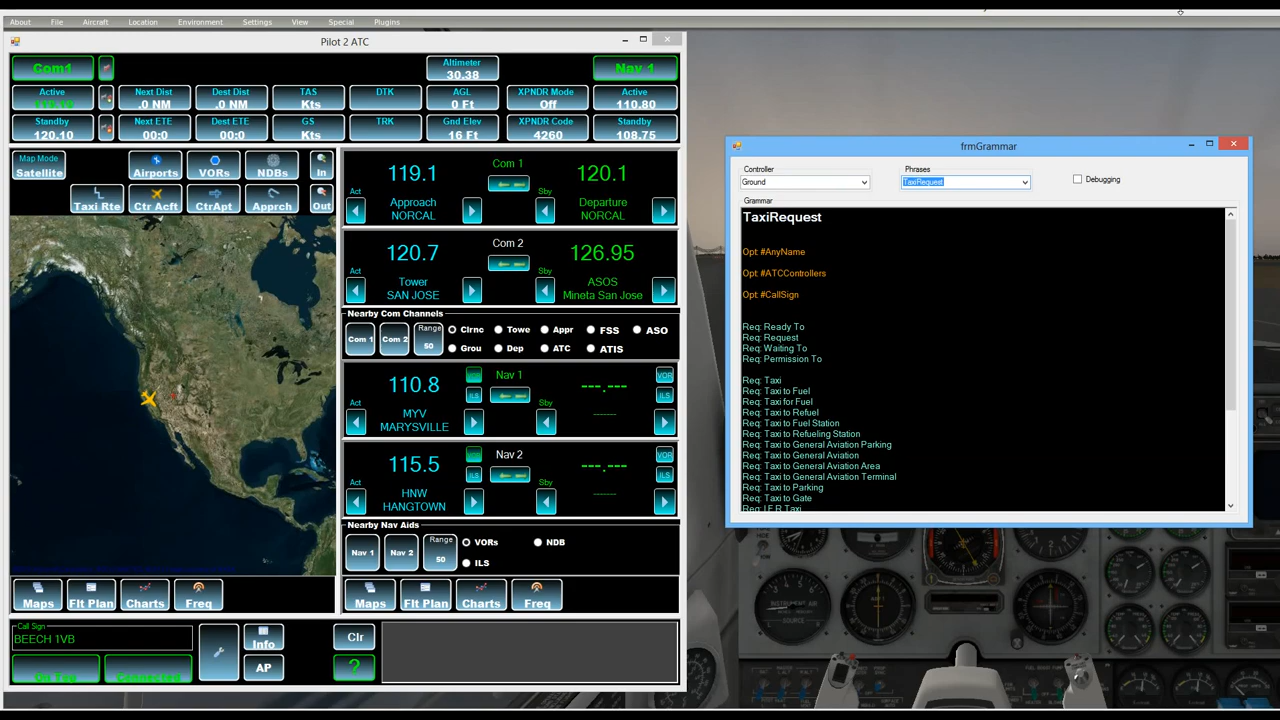 About File Aircraft Location Environment Settings View Special Plugins
Pilot 2 ATC
Com1 Altimeter 30.38 Nav 1
Active Next Dist .0 NM Dest Dist .0 NM TAS Kts DTK AGL 0 Ft XPNDR Mode Off Active 110.80
Standby 120.10 Next ETE 00:0 Dest ETE 00:0 GS Kts TRK Gnd Elev 16 Ft XPNDR Code 4260 Standby 108.75
Map Mode Satellite Airports VORs NDBs In
Taxi Rte Ctr Acft CtrApt Apprch Out
Maps Flt Plan Charts Freq
119.1 Com 1 120.1
Act Approach NORCAL Sby Departure NORCAL
120.7 Com 2 126.95
Act Tower SAN JOSE Sby ASOS Mineta San Jose
Nearby Com Channels
Com 1 Com 2 Range 50
Clrnc Towe Appr FSS ASO
Grou Dep ATC ATIS
110.8 Nav 1 ---.---
VOR
ILS ILS
Act MYV MARYSVILLE Sby ------
115.5 Nav 2 ---.---
VOR
ILS ILS
Act HNW HANGTOWN Sby ------
Nearby Nav Aids
Nav 1 Nav 2 Range 50
VORs NDB
ILS
Maps Flt Plan Charts Freq
Call Sign
BEECH 1VB
Info Clr
Connected AP ?
frmGrammar
Controller Phrases
Ground TaxiRequest Debugging
Grammar
TaxiRequest
Opt: #AnyName
Opt: #ATCControllers
Opt: #CallSign
Req: Ready To
Req: Request
Req: Waiting To
Req: Permission To
Req: Taxi
Req: Taxi to Fuel
Req: Taxi for Fuel
Req: Taxi to Refuel
Req: Taxi to Fuel Station
Req: Taxi to Refueling Station
Req: Taxi to General Aviation Parking
Req: Taxi to General Aviation
Req: Taxi to General Aviation Area
Req: Taxi to General Aviation Terminal
Req: Taxi to Parking
Req: Taxi to Gate
Req: I F R Taxi
INSTRUMENT AIR
SOURCE